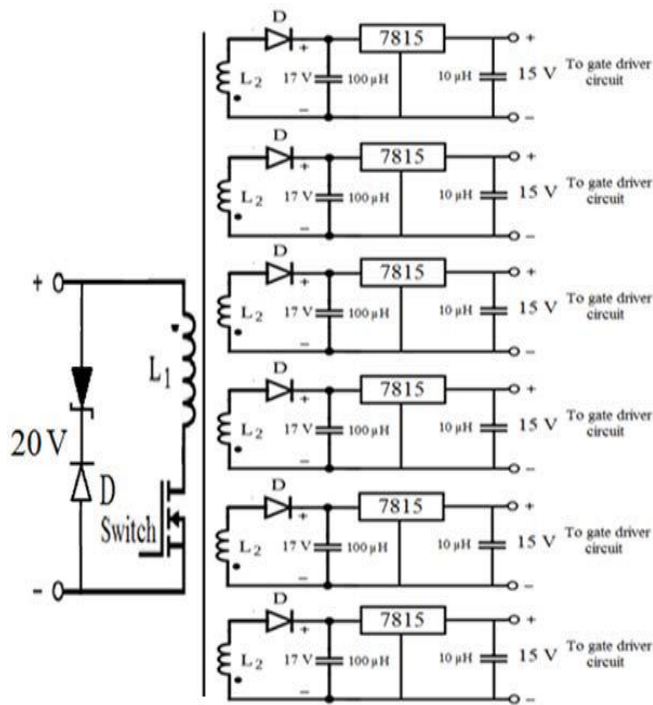 D
+
7815
+
L2
17 V
100 µH
10 µH
15 V
To gate driver
circuit
−
−
D
+
7815
+
L2
17 V
100 µH
10 µH
15 V
To gate driver
circuit
−
−
D
+
7815
+
L2
17 V
100 µH
10 µH
15 V
To gate driver
circuit
−
−
D
+
7815
+
L2
17 V
100 µH
10 µH
15 V
To gate driver
circuit
−
−
D
+
7815
+
L2
17 V
100 µH
10 µH
15 V
To gate driver
circuit
−
−
D
+
7815
+
L2
17 V
100 µH
10 µH
15 V
To gate driver
circuit
−
−
+
L1
20 V
D
Switch
-